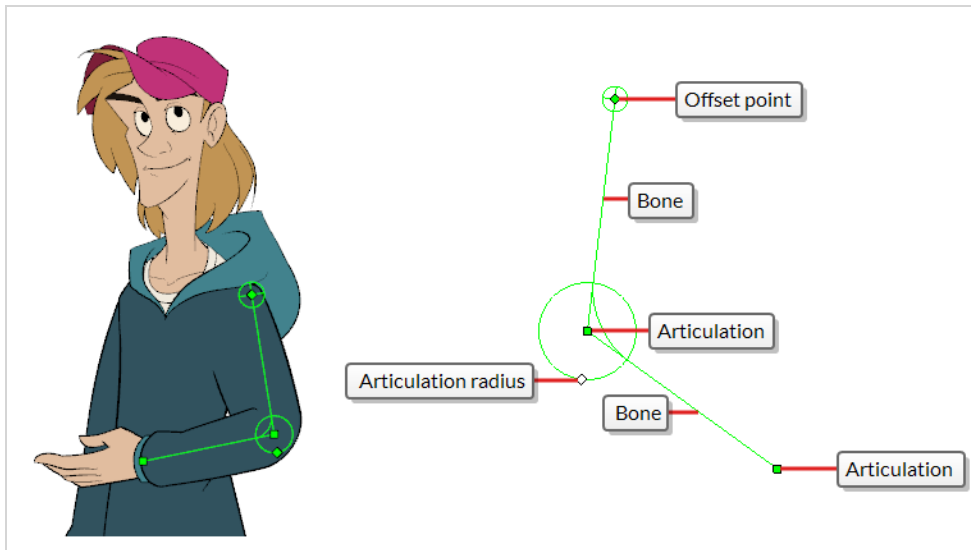 Offset point
Bone
Articulation
Articulation radius
Bone
Articulation